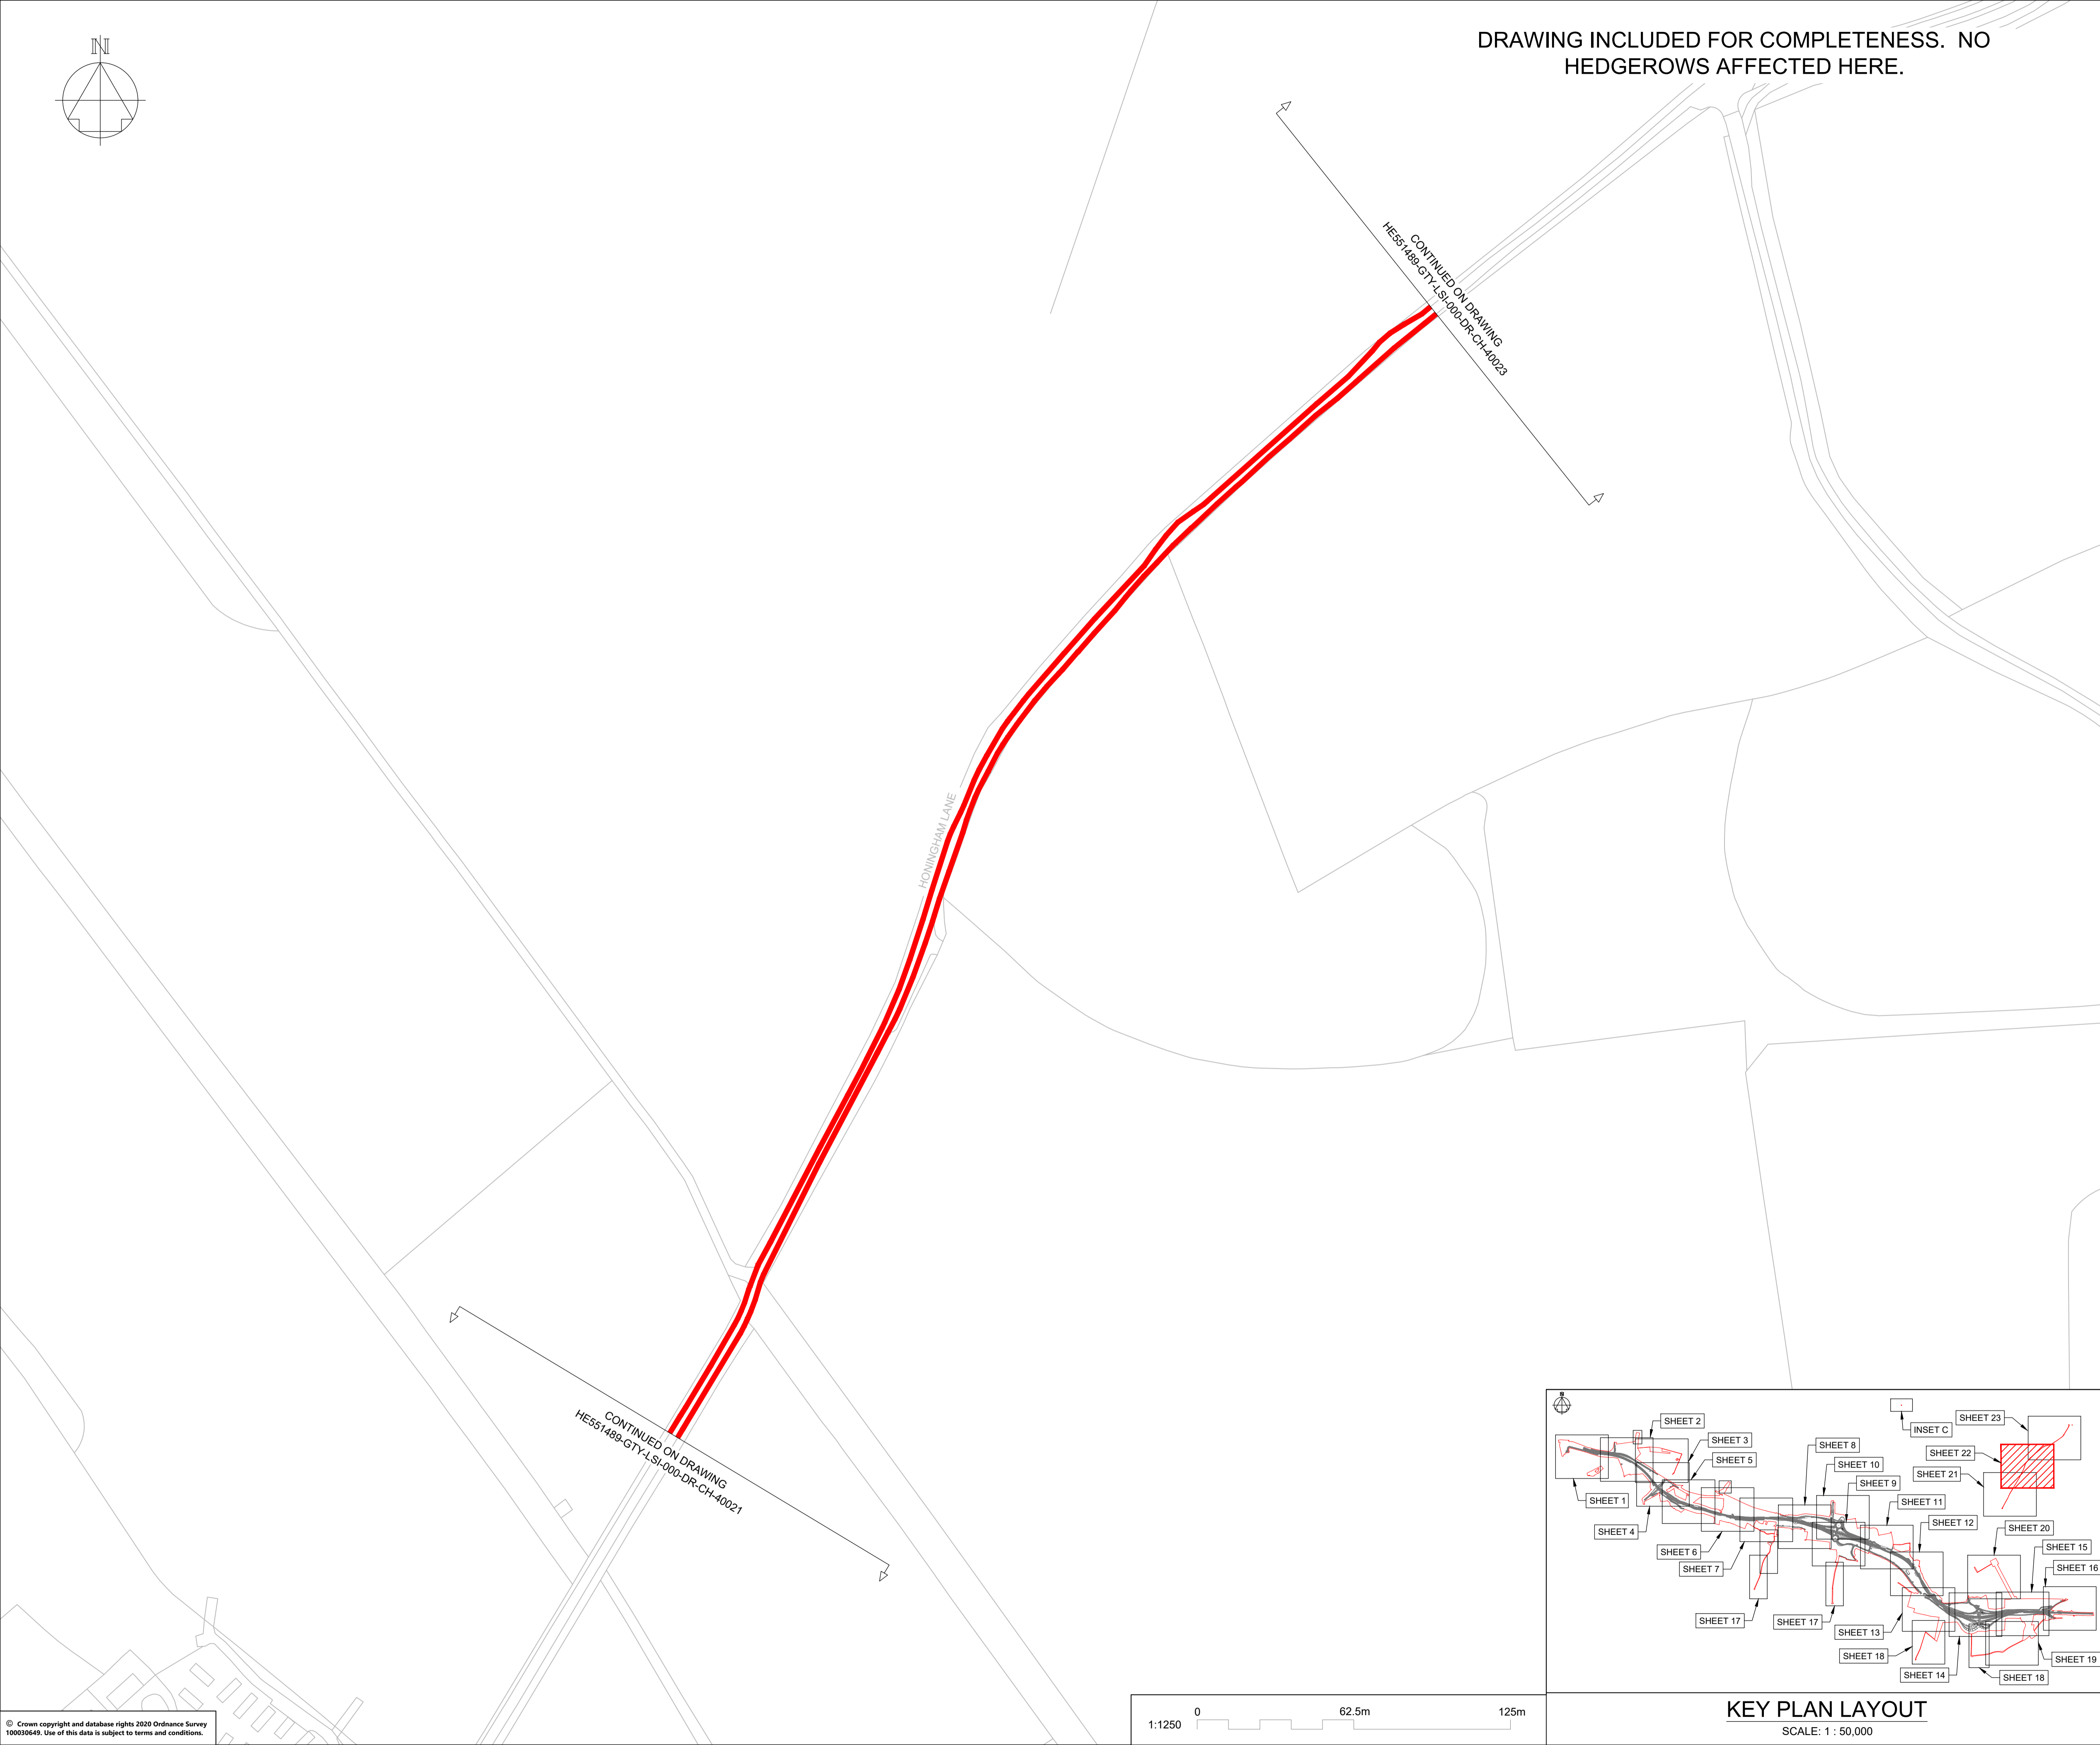 N
DRAWING INCLUDED FOR COMPLETENESS. NO
HEDGEROWS AFFECTED HERE.
CONTINUED ON DRAWING
HE551489-GTY-LSI-000-DR-CH-40023
HONINGHAM LANE
CONTINUED ON DRAWING
HE551489-GTY-LSI-000-DR-CH-40021
N
SHEET 2
SHEET 3
SHEET 5
SHEET 1
SHEET 4
SHEET 6
SHEET 7
SHEET 8
SHEET 10
SHEET 9
SHEET 11
SHEET 12
INSET C
SHEET 23
SHEET 22
SHEET 21
SHEET 20
SHEET 15
SHEET 16
SHEET 17
SHEET 17
SHEET 13
SHEET 18
SHEET 14
SHEET 18
SHEET 19
KEY PLAN LAYOUT
SCALE: 1 : 50,000
1:1250
0 62.5m 125m
© Crown copyright and database rights 2020 Ordnance Survey
100030649. Use of this data is subject to terms and conditions.